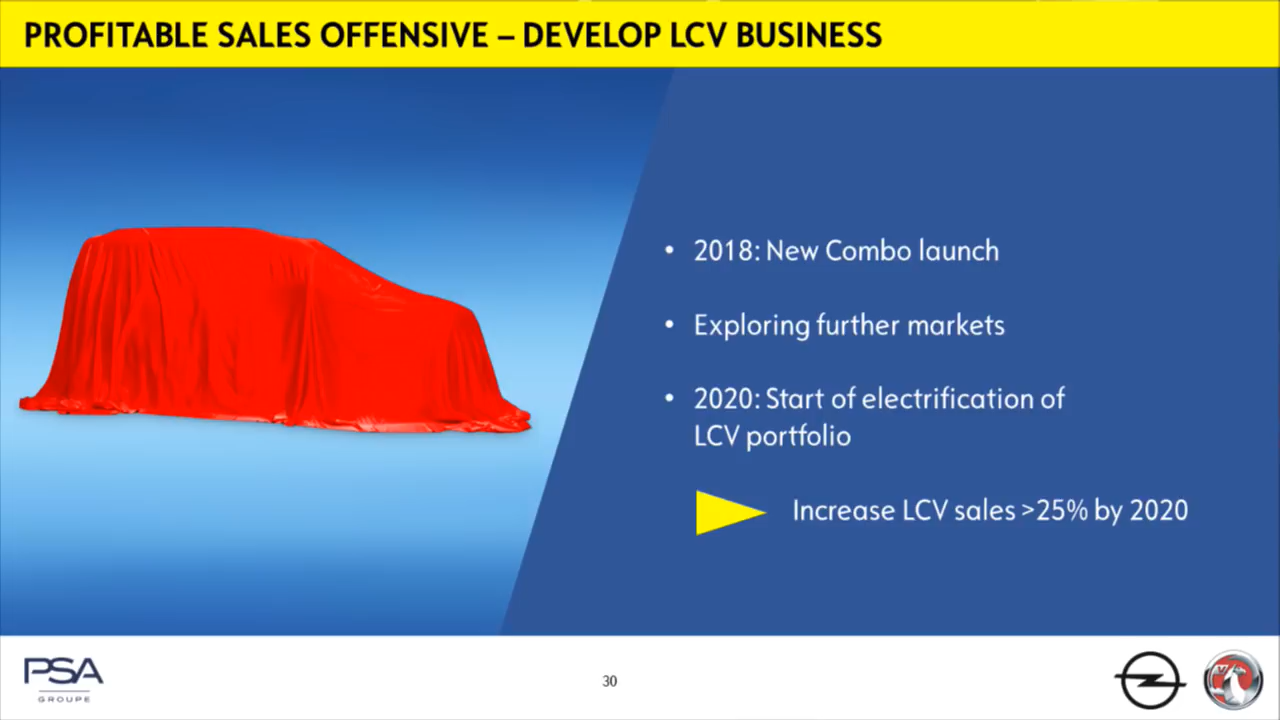 PROFITABLE SALES OFFENSIVE – DEVELOP LCV BUSINESS
• 2018: New Combo launch
• Exploring further markets
• 2020: Start of electrification of
LCV portfolio
Increase LCV sales >25% by 2020
PSA
GROUPE
30